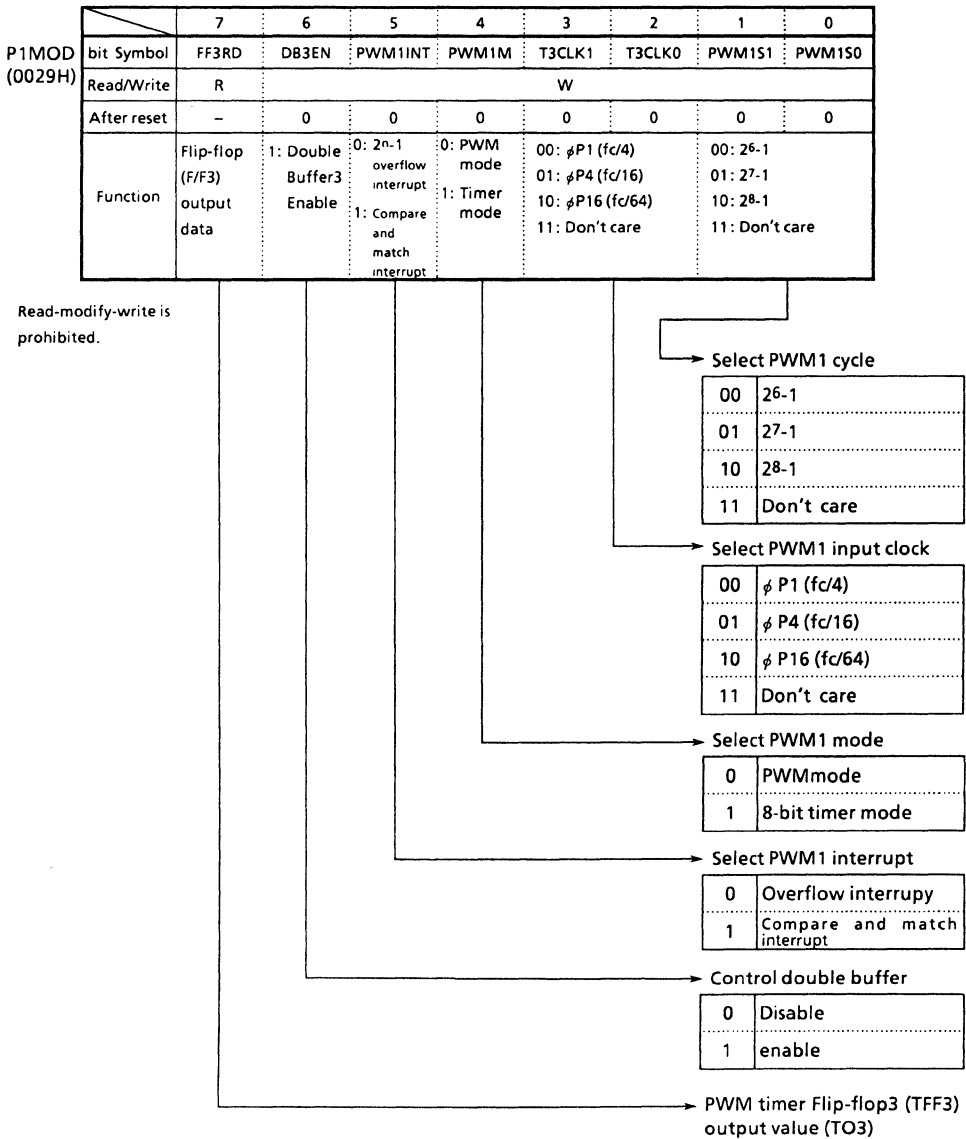 7 6 5 4 3 2 1 0
P1MOD (0029H)
bit Symbol FF3RD DB3EN PWM1INT PWM1M T3CLK1 T3CLK0 PWM1S1 PWM1S0
Read/Write R W
After reset – 0 0 0 0 0 0 0
Function
Flip-flop
(F/F3)
output
data
1: Double
Buffer3
Enable
0: 2n-1
overflow
interrupt
1: Compare
and
match
interrupt
0: PWM
mode
1: Timer
mode
00: φP1 (fc/4)
01: φP4 (fc/16)
10: φP16 (fc/64)
11: Don't care
00: 26-1
01: 27-1
10: 28-1
11: Don't care
Read-modify-write is
prohibited.
Select PWM1 cycle
00 26-1
01 27-1
10 28-1
11 Don't care
Select PWM1 input clock
00 φ P1 (fc/4)
01 φ P4 (fc/16)
10 φ P16 (fc/64)
11 Don't care
Select PWM1 mode
0 PWMmode
1 8-bit timer mode
Select PWM1 interrupt
0 Overflow interrupy
1 Compare and match
interrupt
Control double buffer
0 Disable
1 enable
PWM timer Flip-flop3 (TFF3)
output value (TO3)